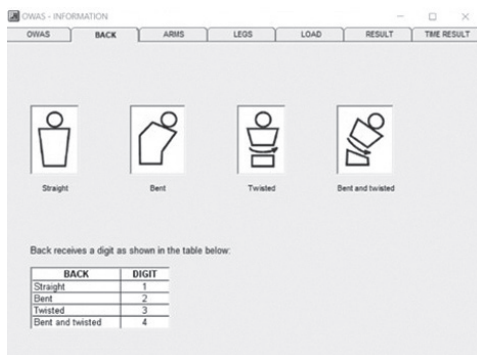 OWAS - INFORMATION
OWAS BACK ARMS LEGS LOAD RESULT TIME RESULT
Straight Bent Twisted Bent and twisted
Back receives a digit as shown in the table below:
BACK DIGIT
Straight 1
Bent 2
Twisted 3
Bent and twisted 4